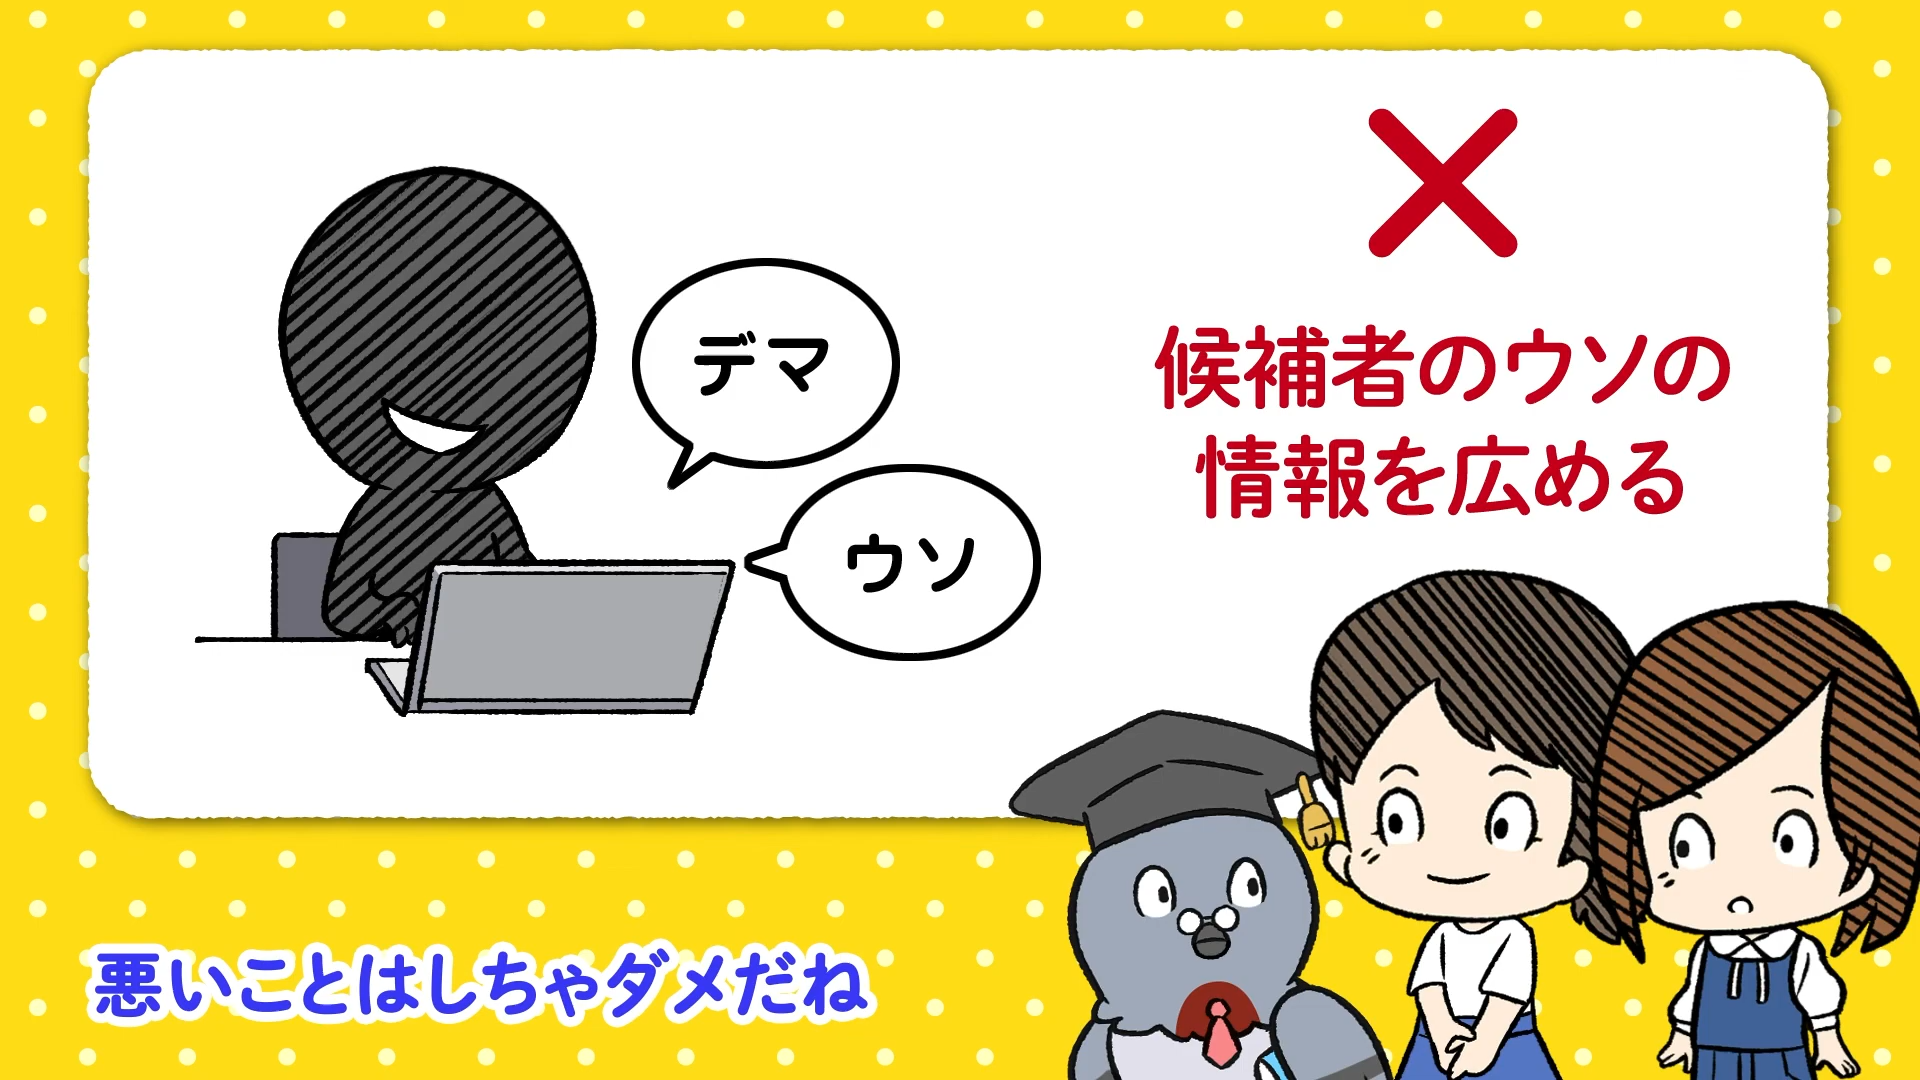 デマ
ウソ
候補者のウソの
情報を広める
悪いことはしちゃダメだね